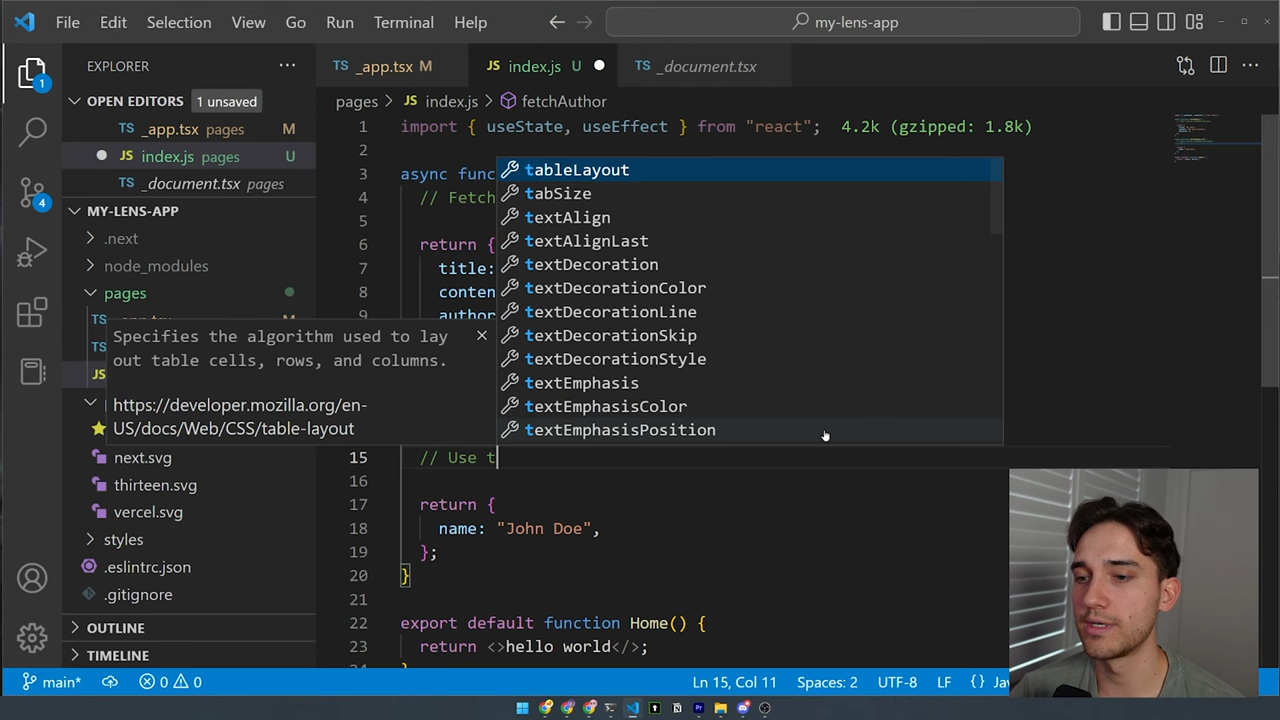 File Edit Selection View Go Run Terminal Help my-lens-app
EXPLORER
TS _app.tsx M JS index.js U TS _document.tsx
OPEN EDITORS 1 unsaved
TS _app.tsx pages M
JS index.js pages U
TS _document.tsx pages
MY-LENS-APP
.next
node_modules
pages
TS
TS
JS
next.svg
thirteen.svg
vercel.svg
styles
.eslintrc.json
.gitignore
OUTLINE
TIMELINE
1
4
pages > JS index.js > fetchAuthor
1 import { useState, useEffect } from "react"; 4.2k (gzipped: 1.8k)
2
3 async func
4 // Fetch
5
6 return {
7 title:
8 conten
9 author
tableLayout
tabSize
textAlign
textAlignLast
textDecoration
textDecorationColor
textDecorationLine
textDecorationSkip
textDecorationStyle
textEmphasis
textEmphasisColor
textEmphasisPosition
Specifies the algorithm used to lay
out table cells, rows, and columns.
https://developer.mozilla.org/en-
US/docs/Web/CSS/table-layout
15 // Use t
16
17 return {
18 name: "John Doe",
19 };
20 }
21
22 export default function Home() {
23 return <>hello world</>;
main* 0 0 Ln 15, Col 11 Spaces: 2 UTF-8 LF {}